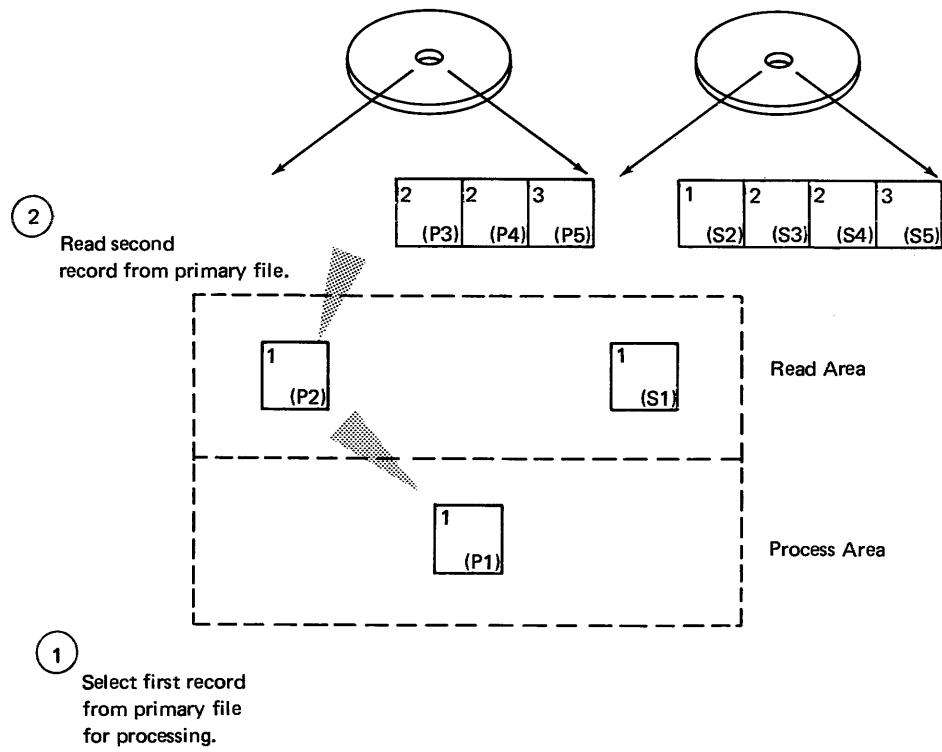 2 2 3 1 2 2 3
(P3) (P4) (P5) (S2) (S3) (S4) (S5)
2
Read second
record from primary file.
1 1
(P2) (S1)
Read Area
1
(P1)
Process Area
1
Select first record
from primary file
for processing.